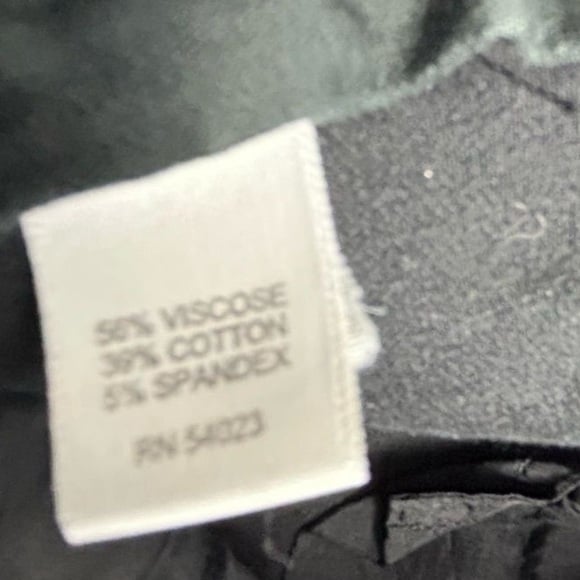 56% VISCOSE
39% COTTON
5% SPANDEX
RN 54023